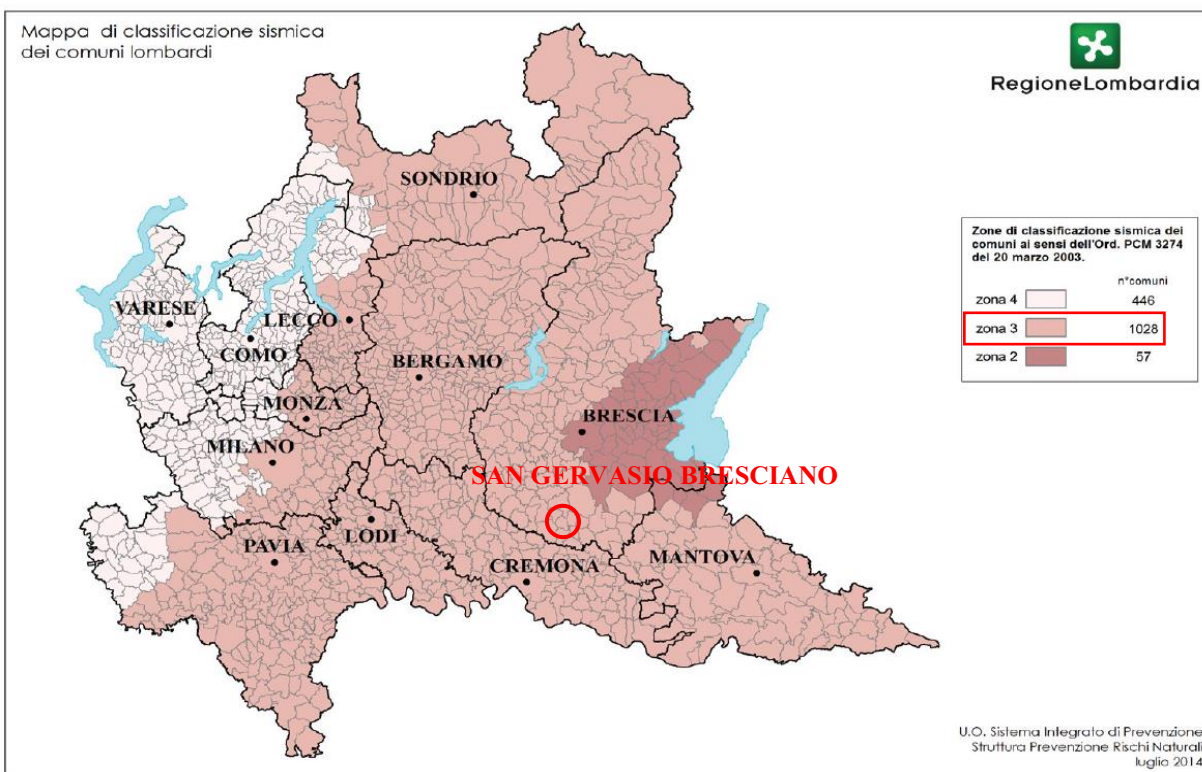 Mappa di classificazione sismica
dei comuni lombardi
RegioneLombardia
SONDRIO
VARESE
LECCO
COMO
BERGAMO
MONZA
BRESCIA
MILANO
SAN GERVASIO BRESCIANO
LODI
PAVIA
CREMONA
MANTOVA
Zone di classificazione sismica dei
comuni ai sensi dell'Ord. PCM 3274
del 20 marzo 2003.
n°comuni
zona 4 446
zona 3 1028
zona 2 57
U.O. Sistema Integrato di Prevenzione
Struttura Prevenzione Rischi Naturali
luglio 2014